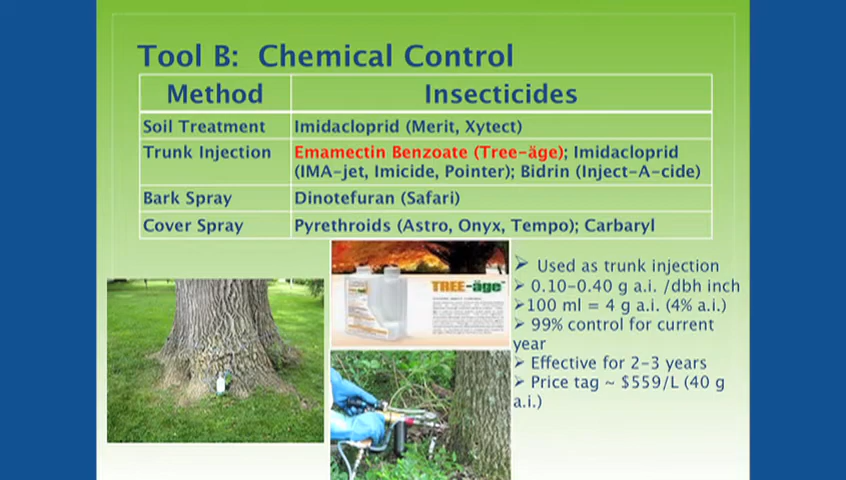 Tool B: Chemical Control
Method Insecticides
Soil Treatment Imidacloprid (Merit, Xytect)
Trunk Injection Emamectin Benzoate (Tree-äge); Imidacloprid
(IMA-jet, Imicide, Pointer); Bidrin (Inject-A-cide)
Bark Spray Dinotefuran (Safari)
Cover Spray Pyrethroids (Astro, Onyx, Tempo); Carbaryl
TREE-äge
➢ Used as trunk injection
➢ 0.10-0.40 g a.i. /dbh inch
➢100 ml = 4 g a.i. (4% a.i.)
➢ 99% control for current
year
➢ Effective for 2-3 years
➢ Price tag ~ $559/L (40 g
a.i.)